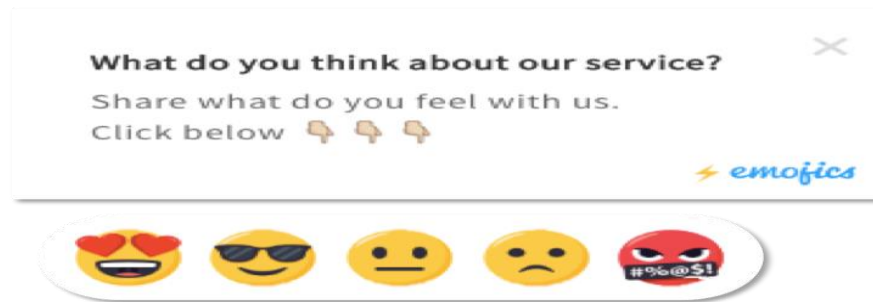 What do you think about our service?
Share what do you feel with us.
Click below
emojics
#%@$!